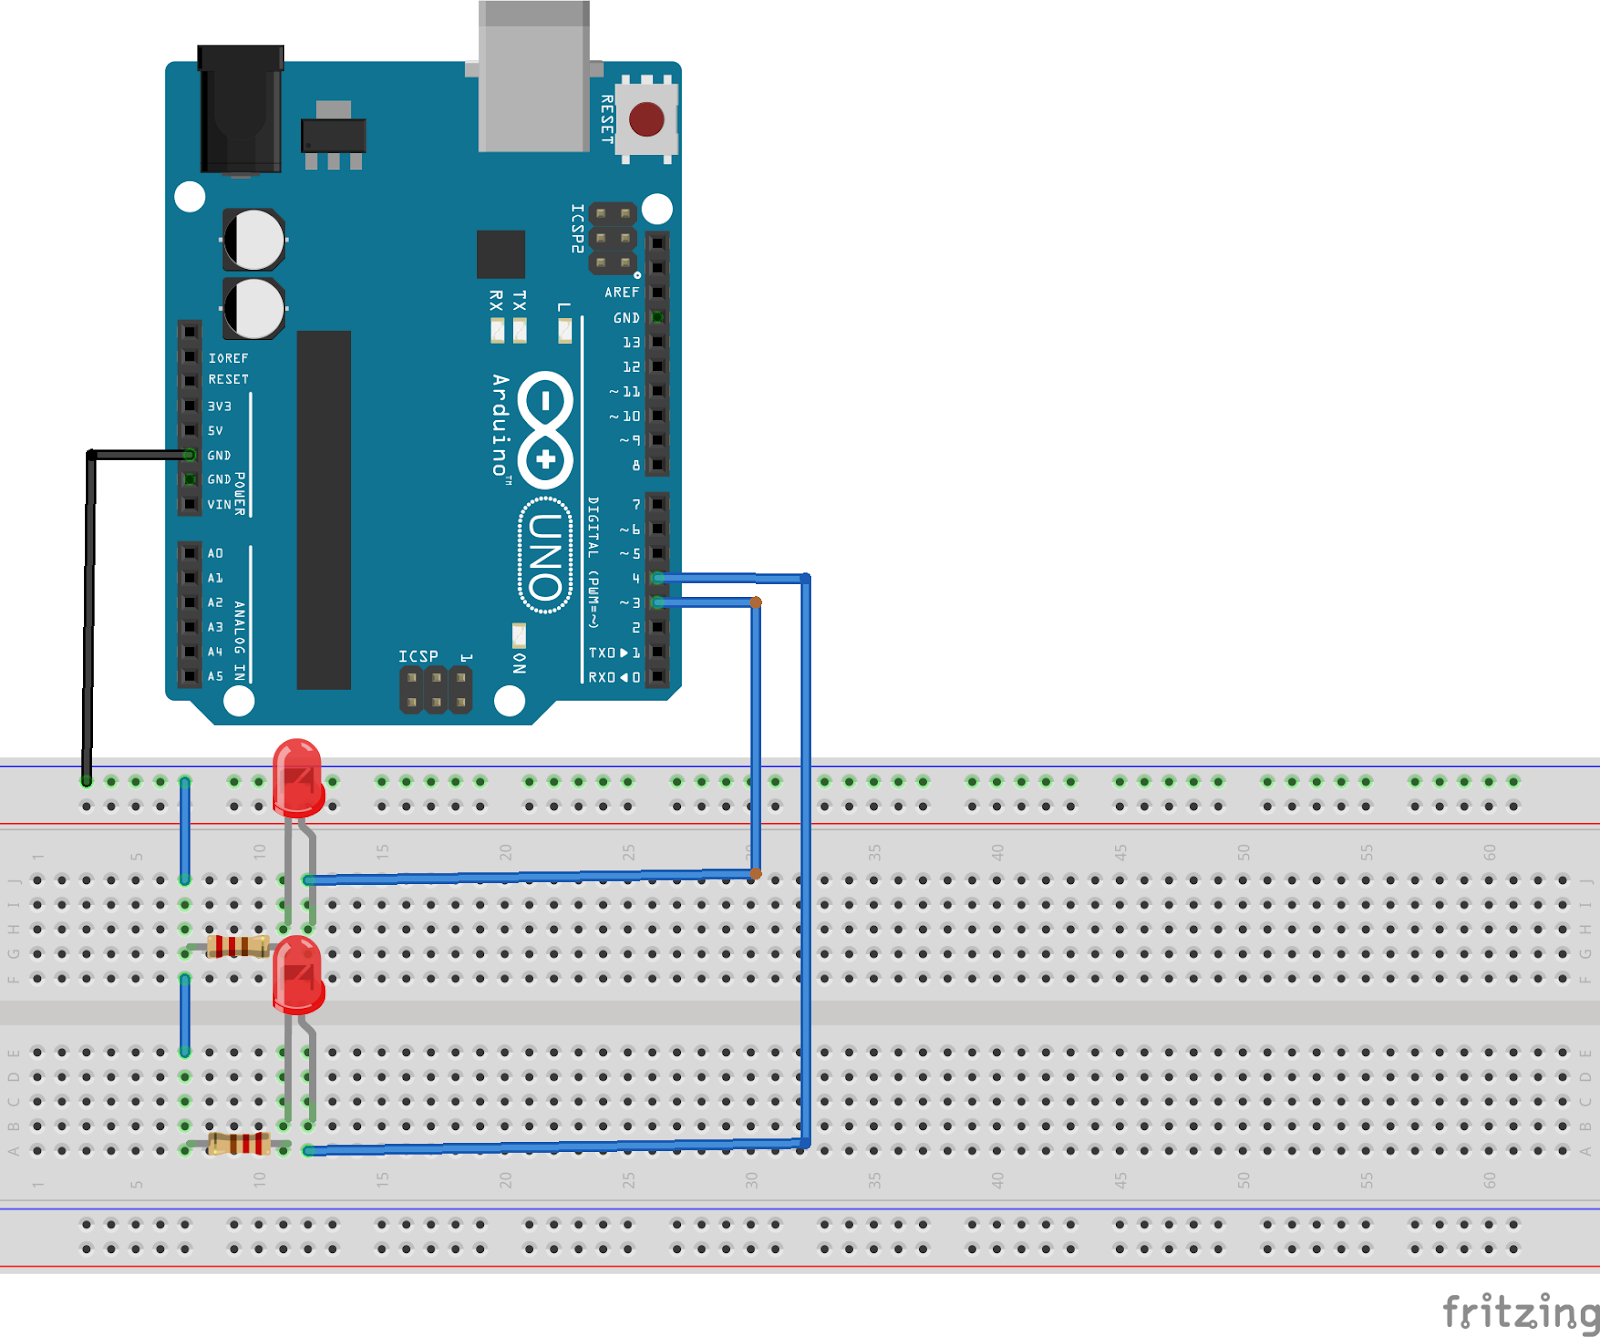 RESET
ICSP2
AREF
GND
13
12
~11
~10
~9
8
7
~6
~5
4
~3
2
TX0▶1
RX0◀0
DIGITAL (PWM=~)
RX
TX
L
Arduino™
UNO
ON
ICSP
1
IOREF
RESET
3V3
5V
GND
GND
VIN
POWER
A0
A1
A2
A3
A4
A5
ANALOG IN
1 5 10 15 20 25 30 35 40 45 50 55 60
J J
I I
H H
G G
F F
E E
D D
C C
B B
A A
1 5 10 15 20 25 30 35 40 45 50 55 60
fritzing